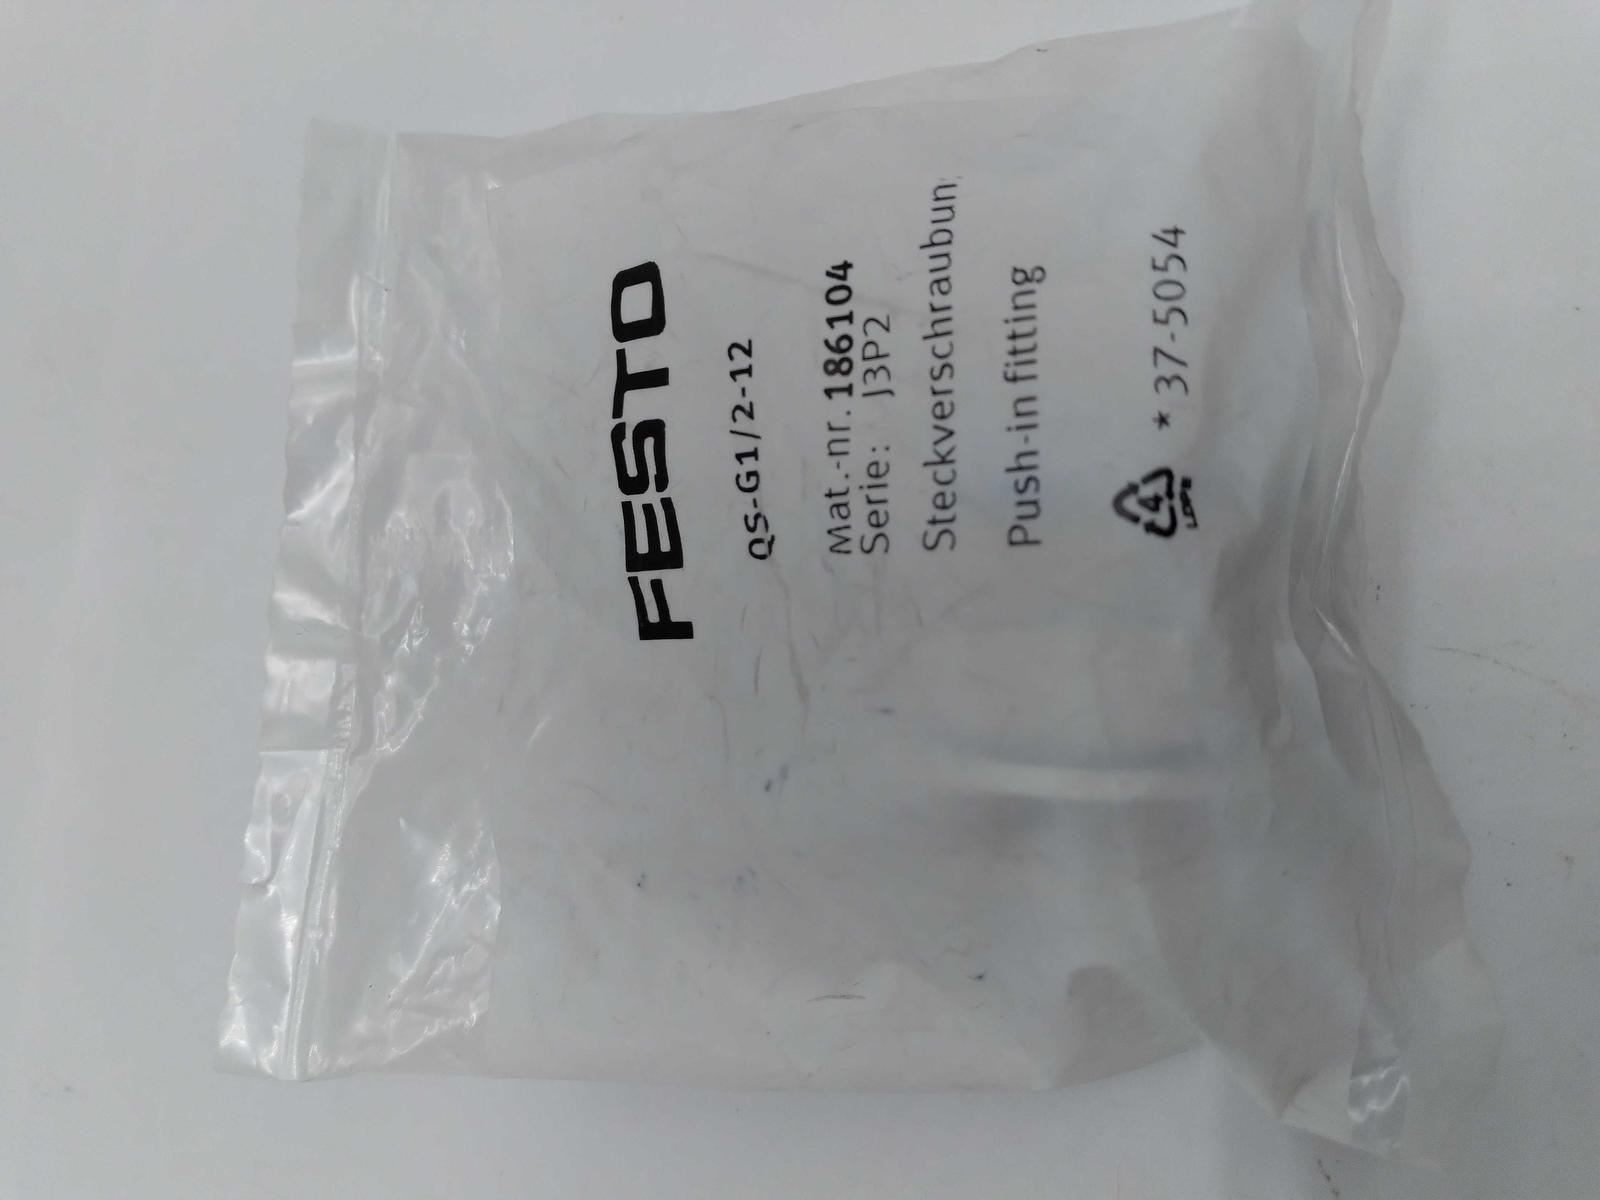 FESTO
QS-G1/2-12
Mat.-nr. 186104
Serie: J3P2
Steckverschraubun
Push-in fitting
4 * 37-5054
LDPE